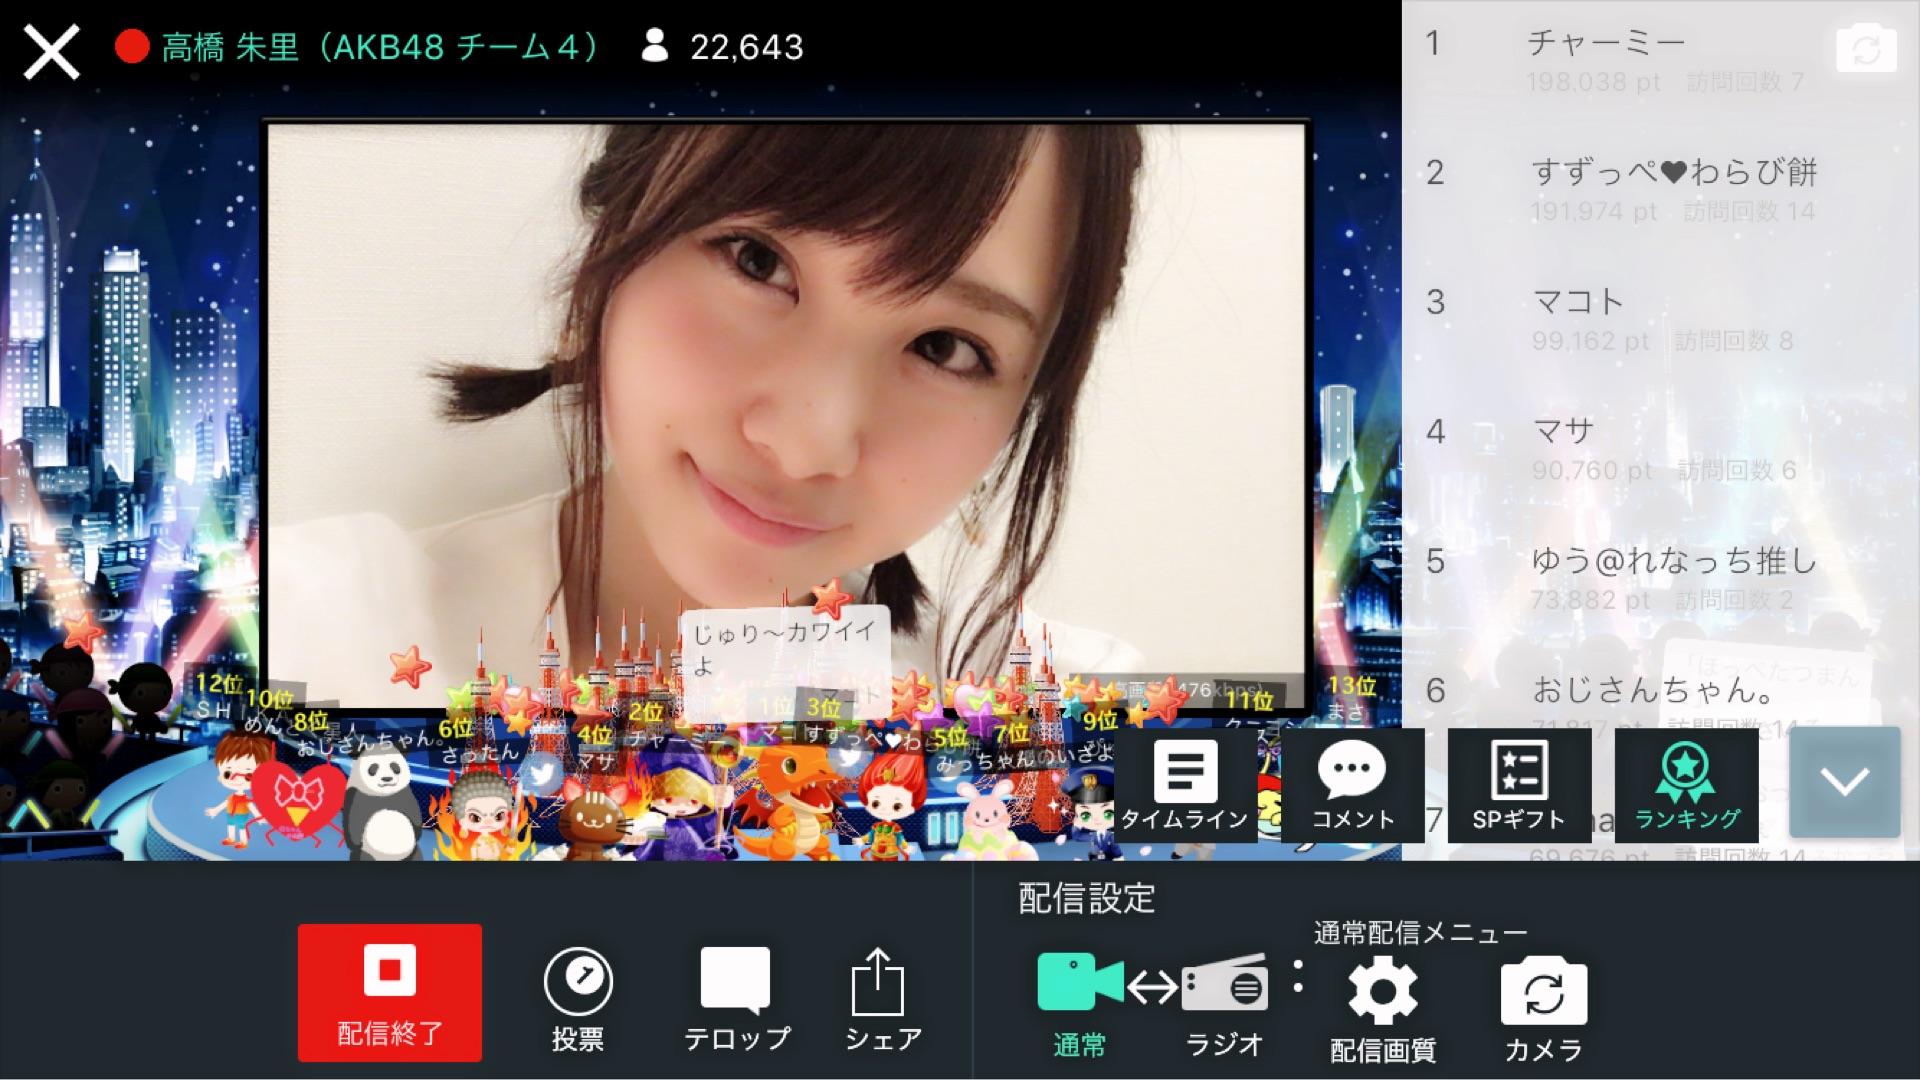 高橋 朱里（AKB48 チーム４） 22,643
1 チャーミー
198,038 pt 訪問回数 7
2 すずっぺ♥わらび餅
191,974 pt 訪問回数 14
3 マコト
99,162 pt 訪問回数 8
4 マサ
90,760 pt 訪問回数 6
5 ゆう@れなっち推し
73,882 pt 訪問回数 2
6 おじさんちゃん。
71,817 pt 訪問回数 14
7
69,676 pt 訪問回数 14
じゅり〜カワイイ
よ
マコト
12位
10位
めん
8位
おじさんちゃん。
6位
さったん
4位
マサ
2位
チャーミー
1位
マコ
3位
すずっぺ♥わ
5位
みっちゃん
7位
9位
11位
13位
まさ
タイムライン
コメント
SPギフト
ランキング
配信終了
投票
テロップ
シェア
配信設定
通常配信メニュー
通常
ラジオ
配信画質
カメラ